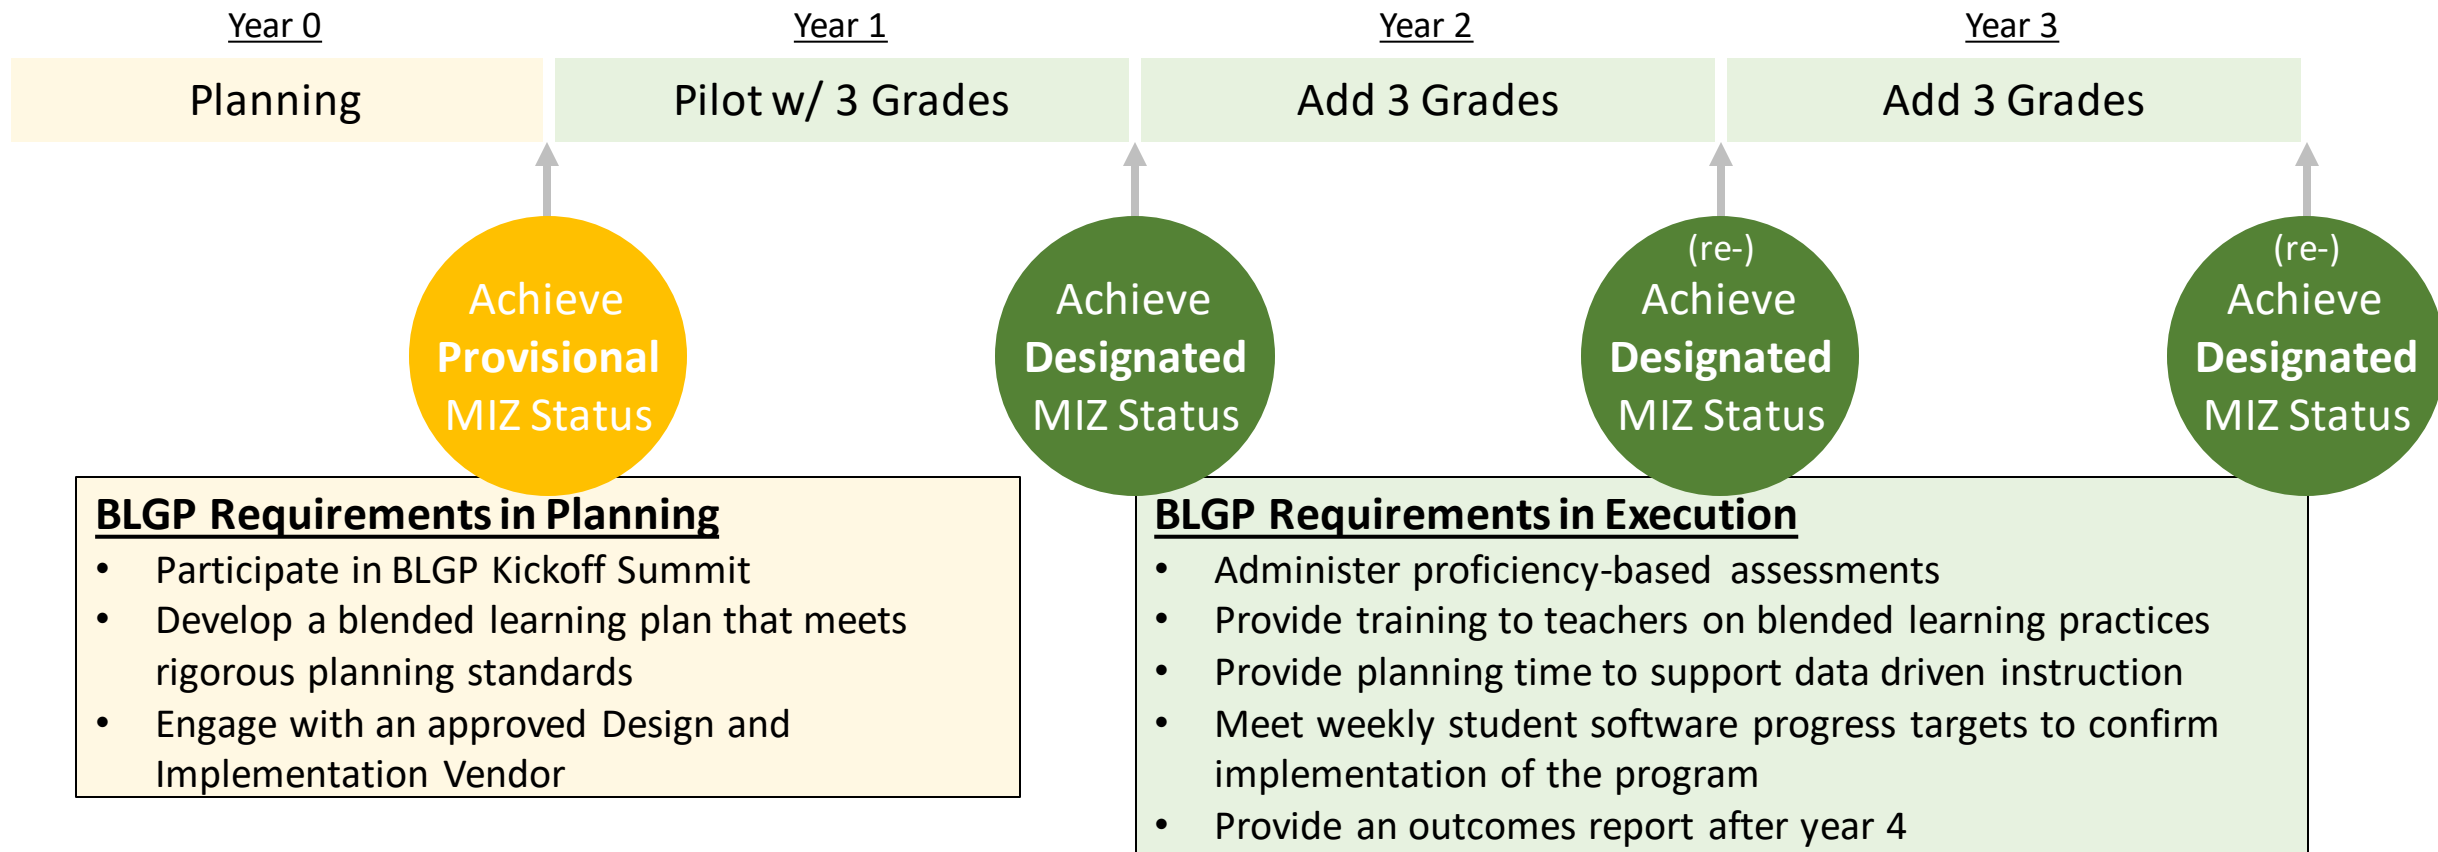 Year 0
Year 1
Year 2
Year 3
Planning
Pilot w/ 3 Grades
Add 3 Grades
Add 3 Grades
Achieve
Provisional
MIZ Status
Achieve
Designated
MIZ Status
(re-)
Achieve
Designated
MIZ Status
(re-)
Achieve
Designated
MIZ Status
BLGP Requirements in Planning
• Participate in BLGP Kickoff Summit
• Develop a blended learning plan that meets
rigorous planning standards
• Engage with an approved Design and
Implementation Vendor
BLGP Requirements in Execution
• Administer proficiency-based assessments
• Provide training to teachers on blended learning practices
• Provide planning time to support data driven instruction
• Meet weekly student software progress targets to confirm
implementation of the program
• Provide an outcomes report after year 4